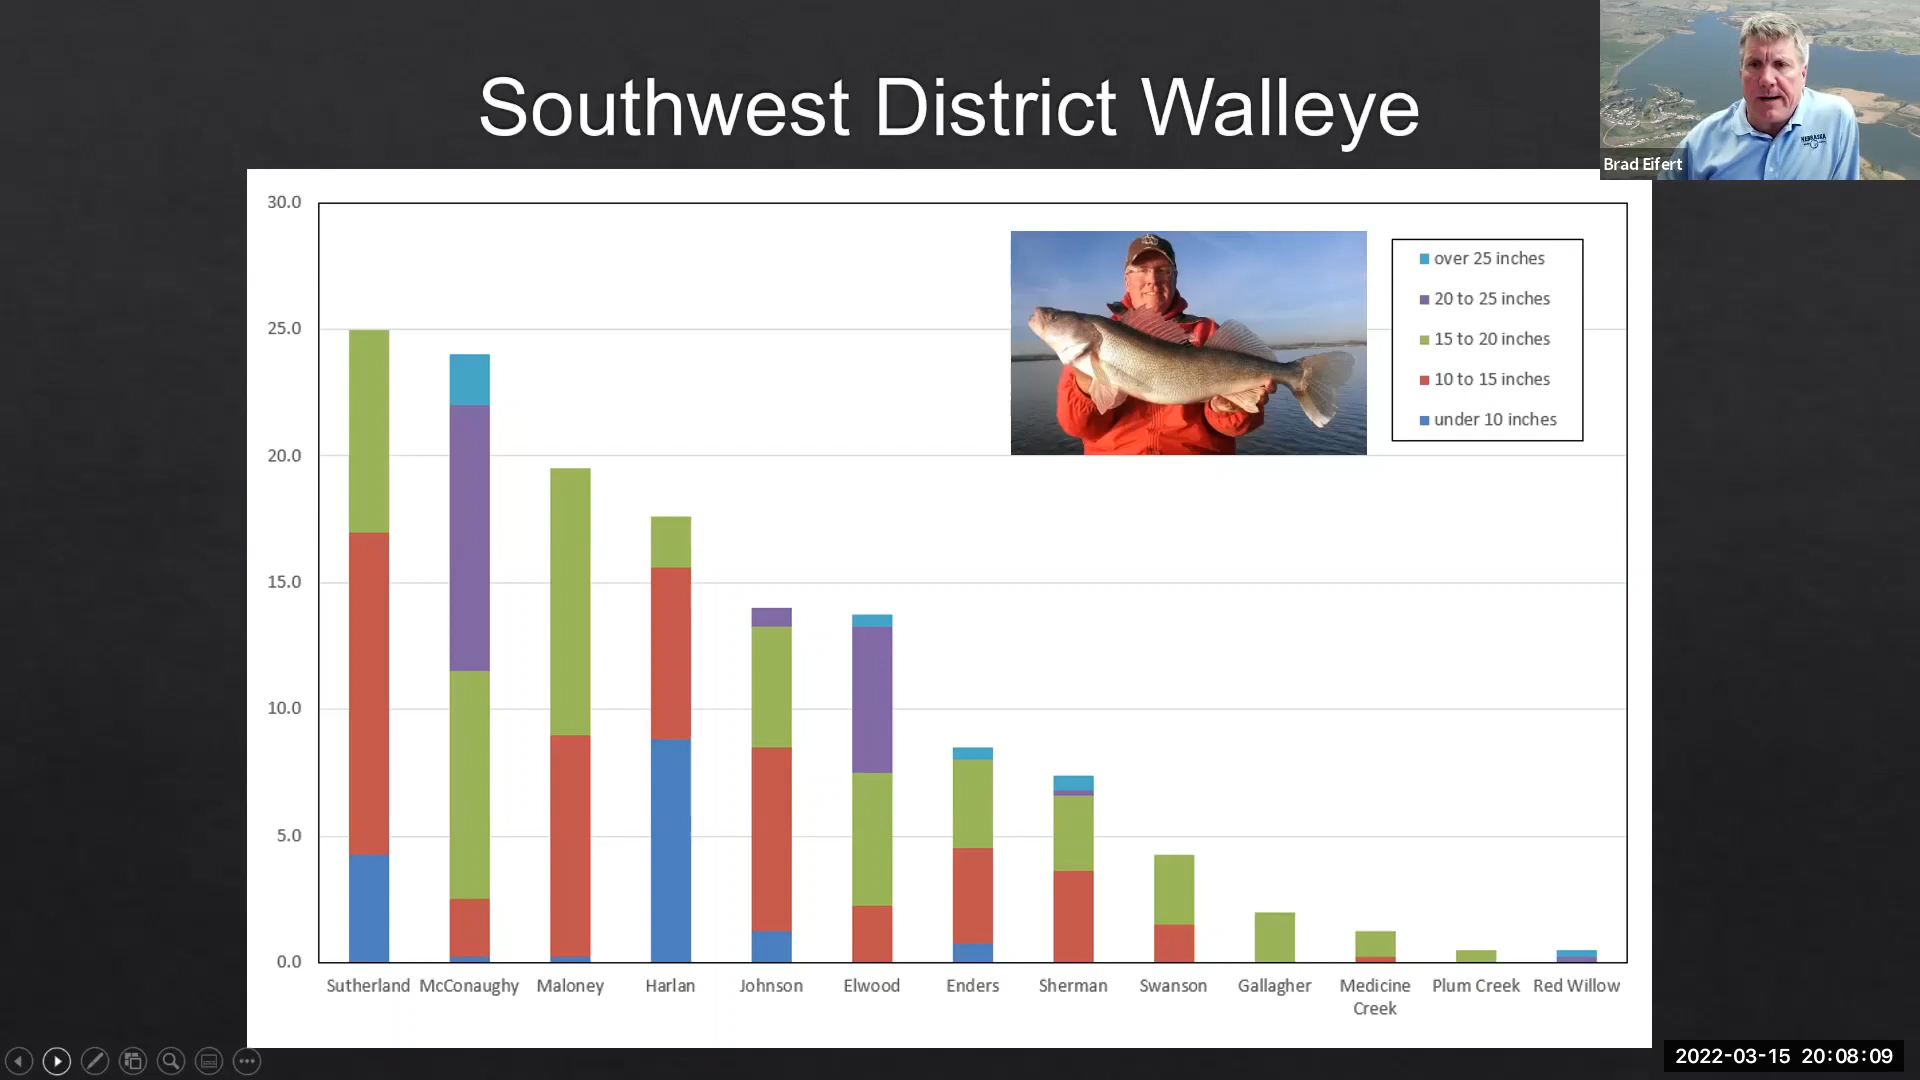 Southwest District Walleye
NEBRASKA
Brad Eifert
30.0
25.0
20.0
15.0
10.0
5.0
0.0
over 25 inches
20 to 25 inches
15 to 20 inches
10 to 15 inches
under 10 inches
Sutherland McConaughy Maloney Harlan Johnson Elwood Enders Sherman Swanson Gallagher Medicine Creek Plum Creek Red Willow
2022-03-15 20:08:09